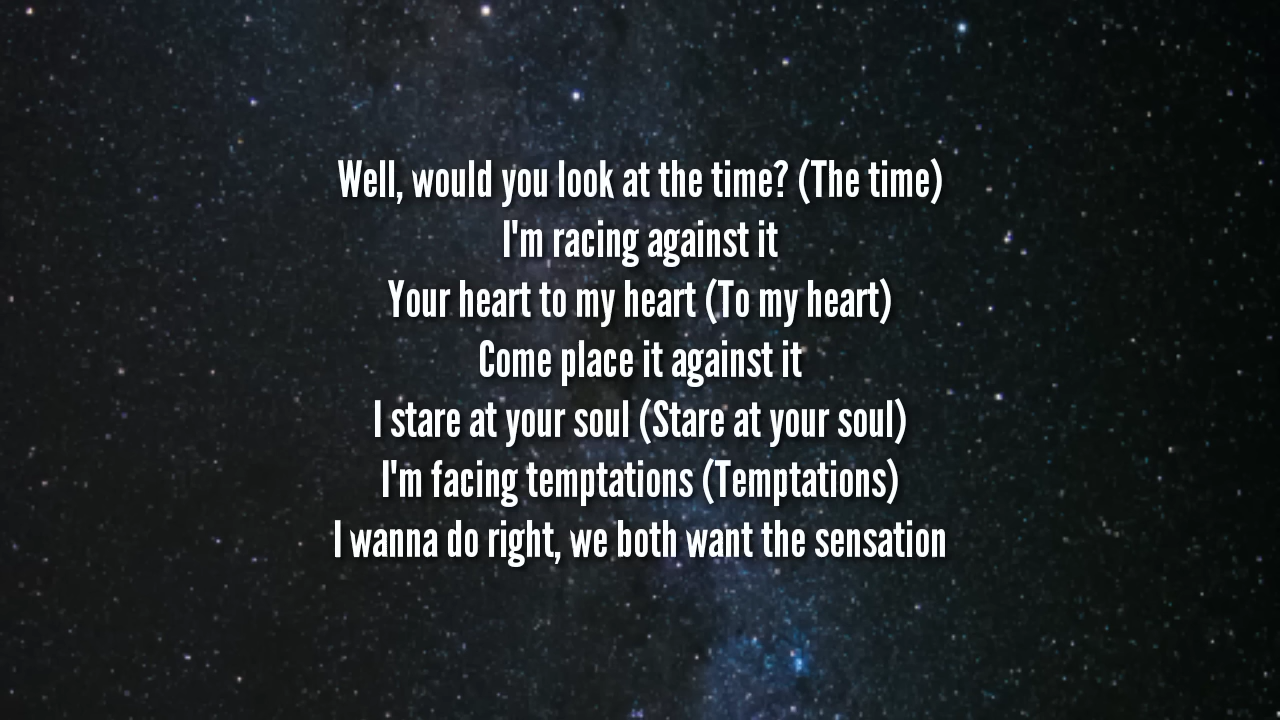 Well, would you look at the time? (The time)
I'm racing against it
Your heart to my heart (To my heart)
Come place it against it
I stare at your soul (Stare at your soul)
I'm facing temptations (Temptations)
I wanna do right, we both want the sensation